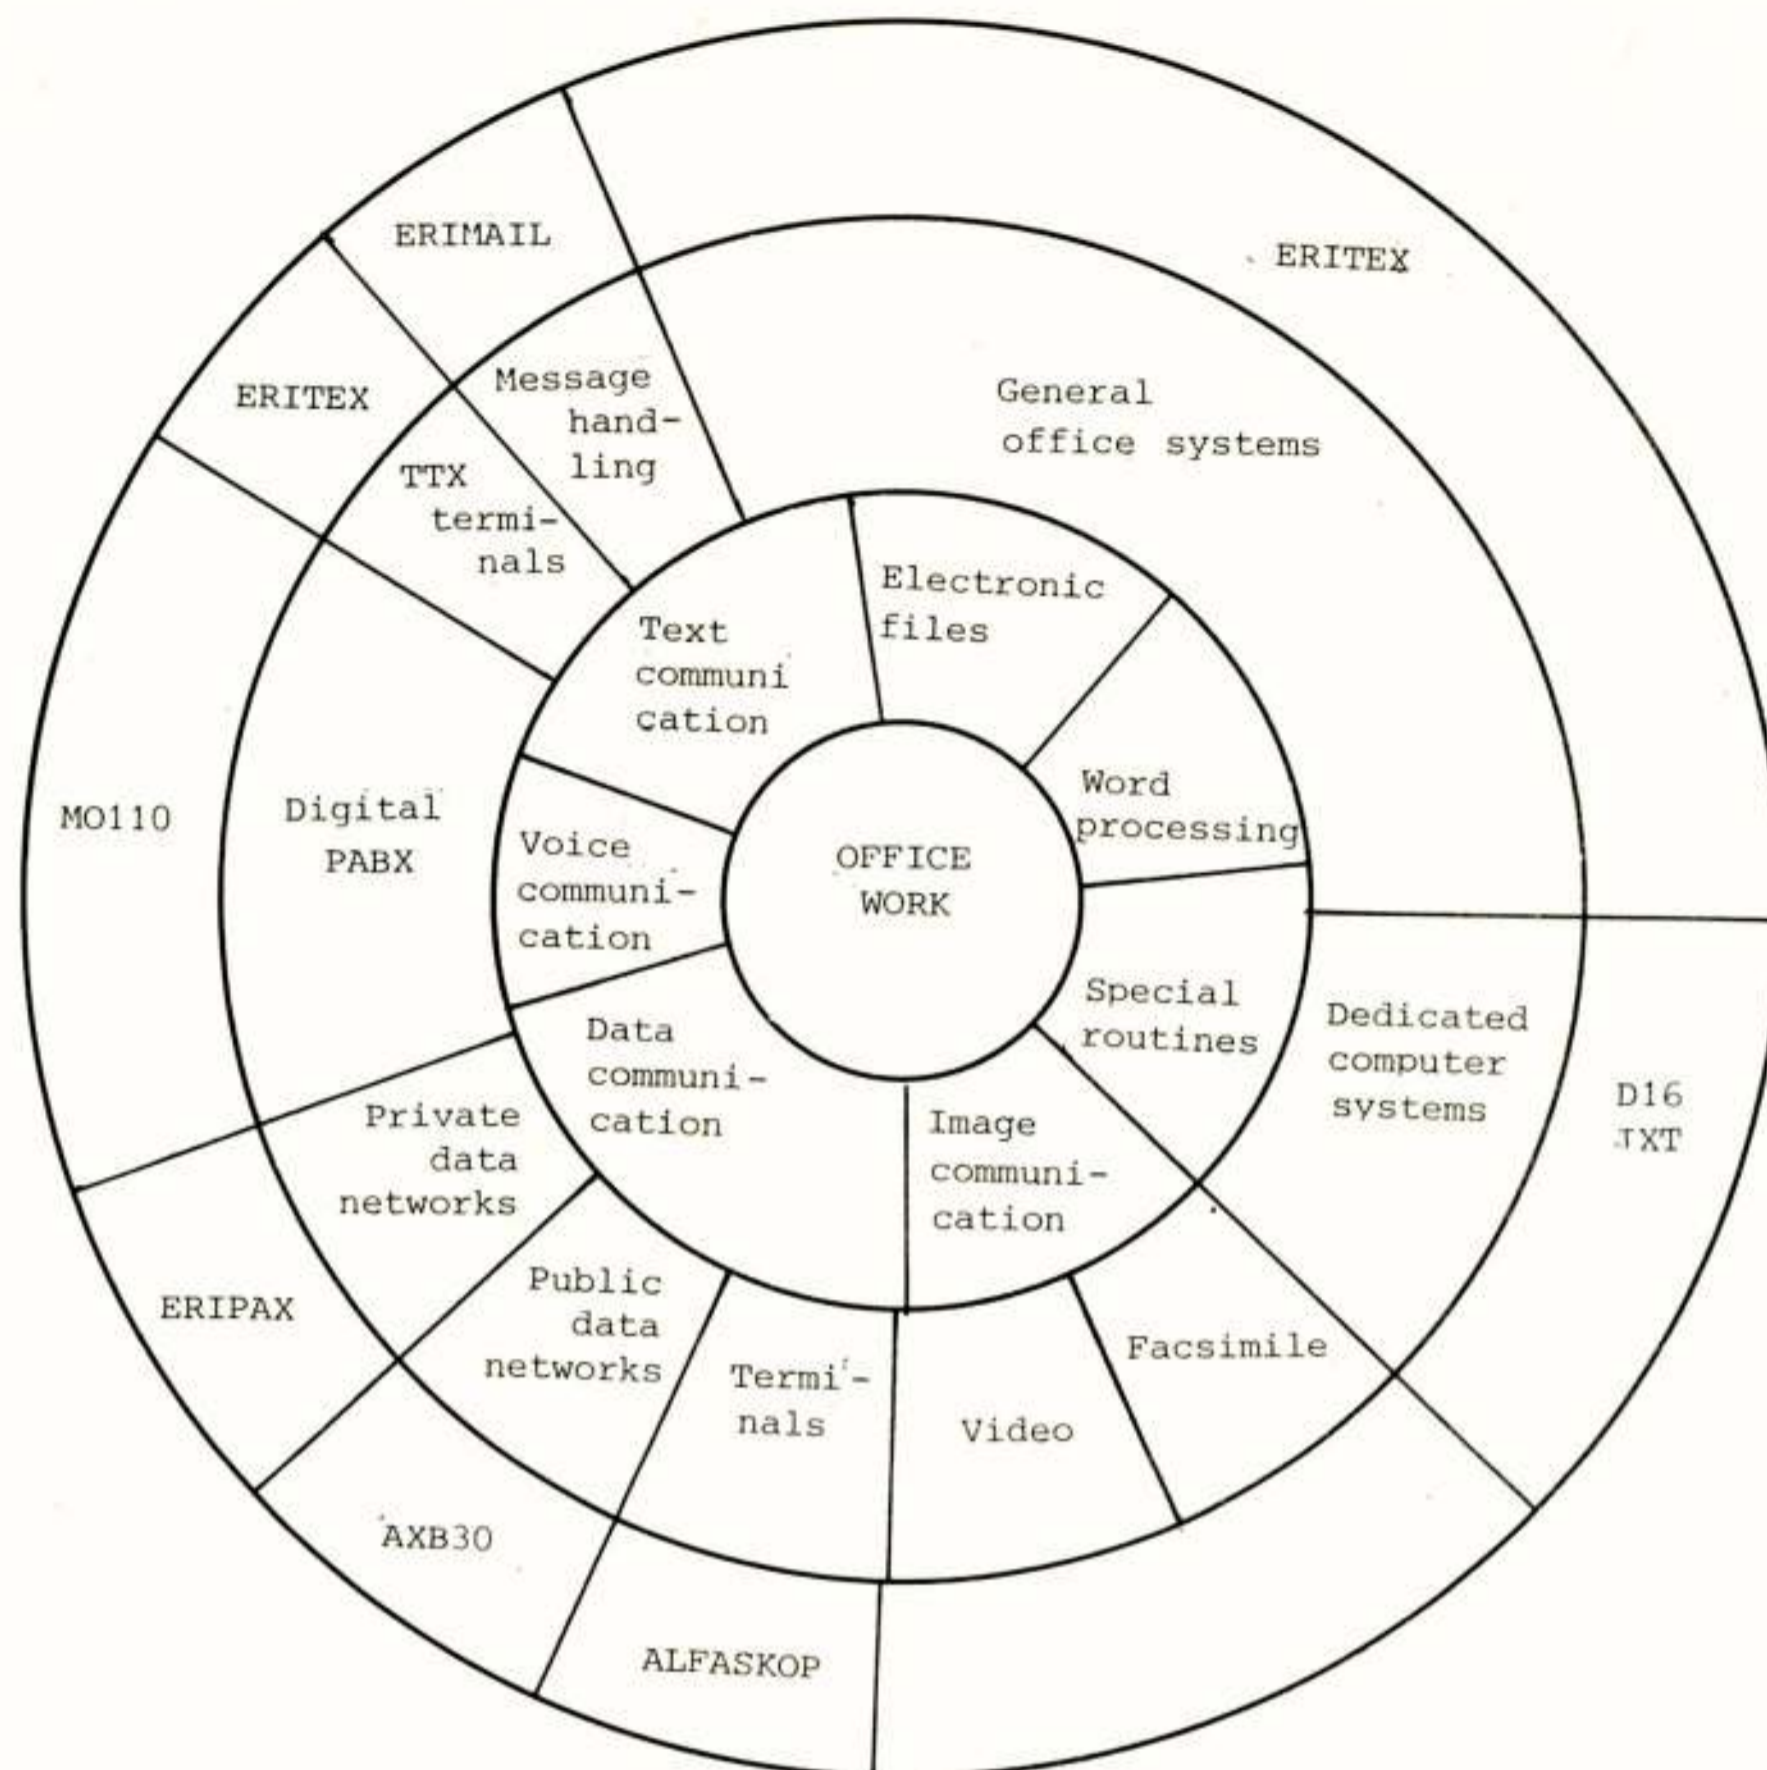 ERIMAIL
ERITEX
ERITEX
Message
hand-
ling
General
office systems
TTX
termi-
nals
Electronic
files
Text
communi
cation
MO110
Digital
PABX
Word
processing
Voice
communi-
cation
OFFICE
WORK
Special
routines
Dedicated
computer
systems
D16
Data
communi-
cation
Private
data
networks
Image
communi-
cation
ERIPAX
Public
data
networks
Termi-
nals
Video
Facsimile
AXB30
ALFASKOP